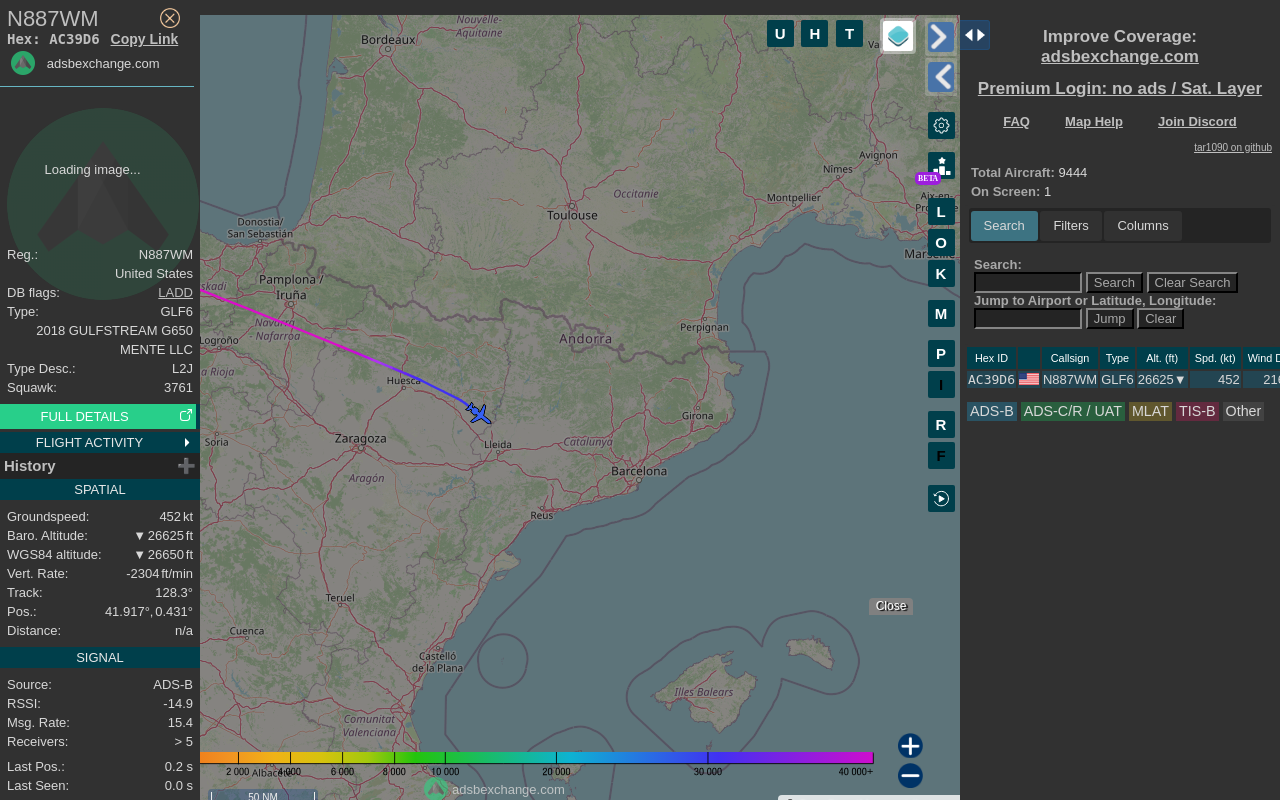 N887WM
Hex: AC39D6 Copy Link
adsbexchange.com
Loading image...
Reg.: N887WM
United States
DB flags: LADD
Type: GLF6
2018 GULFSTREAM G650
MENTE LLC
Type Desc.: L2J
Squawk: 3761
FULL DETAILS
FLIGHT ACTIVITY
History
SPATIAL
Groundspeed: 452 kt
Baro. Altitude: ▼ 26625 ft
WGS84 altitude: ▼ 26650 ft
Vert. Rate: -2304 ft/min
Track: 128.3°
Pos.: 41.917°, 0.431°
Distance: n/a
SIGNAL
Source: ADS-B
RSSI: -14.9
Msg. Rate: 15.4
Receivers: > 5
Last Pos.: 0.2 s
Last Seen: 0.0 s
Nouvelle-
Aquitaine
Bordeaux
U H T
Va
Avignon
Nîmes
BETA
Occitanie
Montpellier
Aix-en-
Pro
Toulouse
L
Donostia/
San Sebastián
O
Marse
K
Pamplona /
Iruña
skadi
M
Navarra
- Nafarroa
Perpignan
Logroño
Andorra
P
a Rioja
Huesca
I
Girona
R
Soria
Zaragoza
Lleida
Catalunya
F
Aragón
Barcelona
Reus
Teruel
Close
Cuenca
Castelló
de la Plana
Illes Balears
Comunitat
Valenciana
2 000 4 000 6 000 8 000 10 000 20 000 30 000 40 000+
Albacete
adsbexchange.com
50 NM
Improve Coverage:
adsbexchange.com
Premium Login: no ads / Sat. Layer
FAQ Map Help Join Discord
tar1090 on github
Total Aircraft: 9444
On Screen: 1
Search Filters Columns
Search:
Search Clear Search
Jump to Airport or Latitude, Longitude:
Jump Clear
Hex ID Callsign Type Alt. (ft) Spd. (kt) Wind D
AC39D6 N887WM GLF6 26625▼ 452 216
ADS-B ADS-C/R / UAT MLAT TIS-B Other